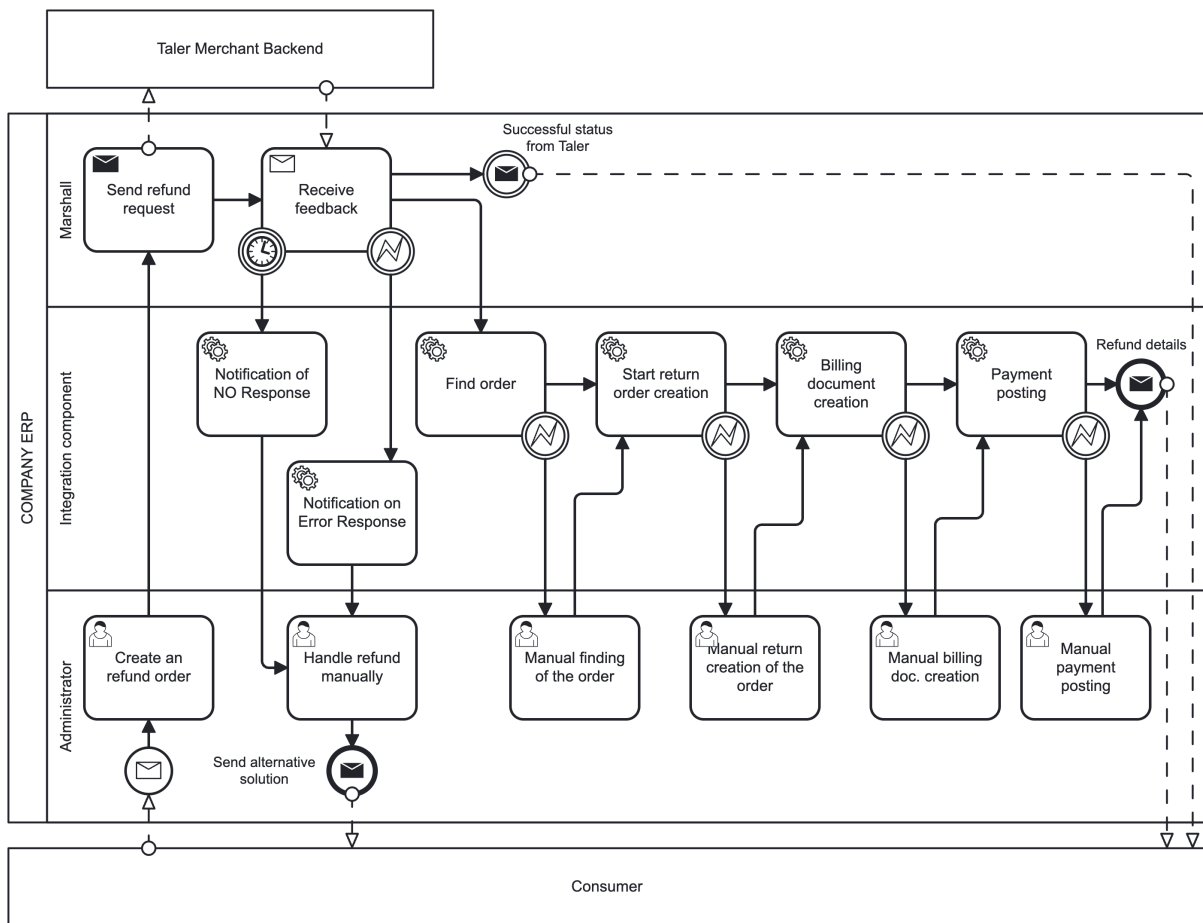 Taler Merchant Backend
COMPANY ERP
Marshall
Send refund
request
Receive
feedback
Successful status
from Taler
Integration component
Notification of
NO Response
Notification on
Error Response
Find order
Start return
order creation
Billing
document
creation
Payment
posting
Refund details
Administrator
Create an
refund order
Handle refund
manually
Send alternative
solution
Manual finding
of the order
Manual return
creation of the
order
Manual billing
doc. creation
Manual
payment
posting
Consumer